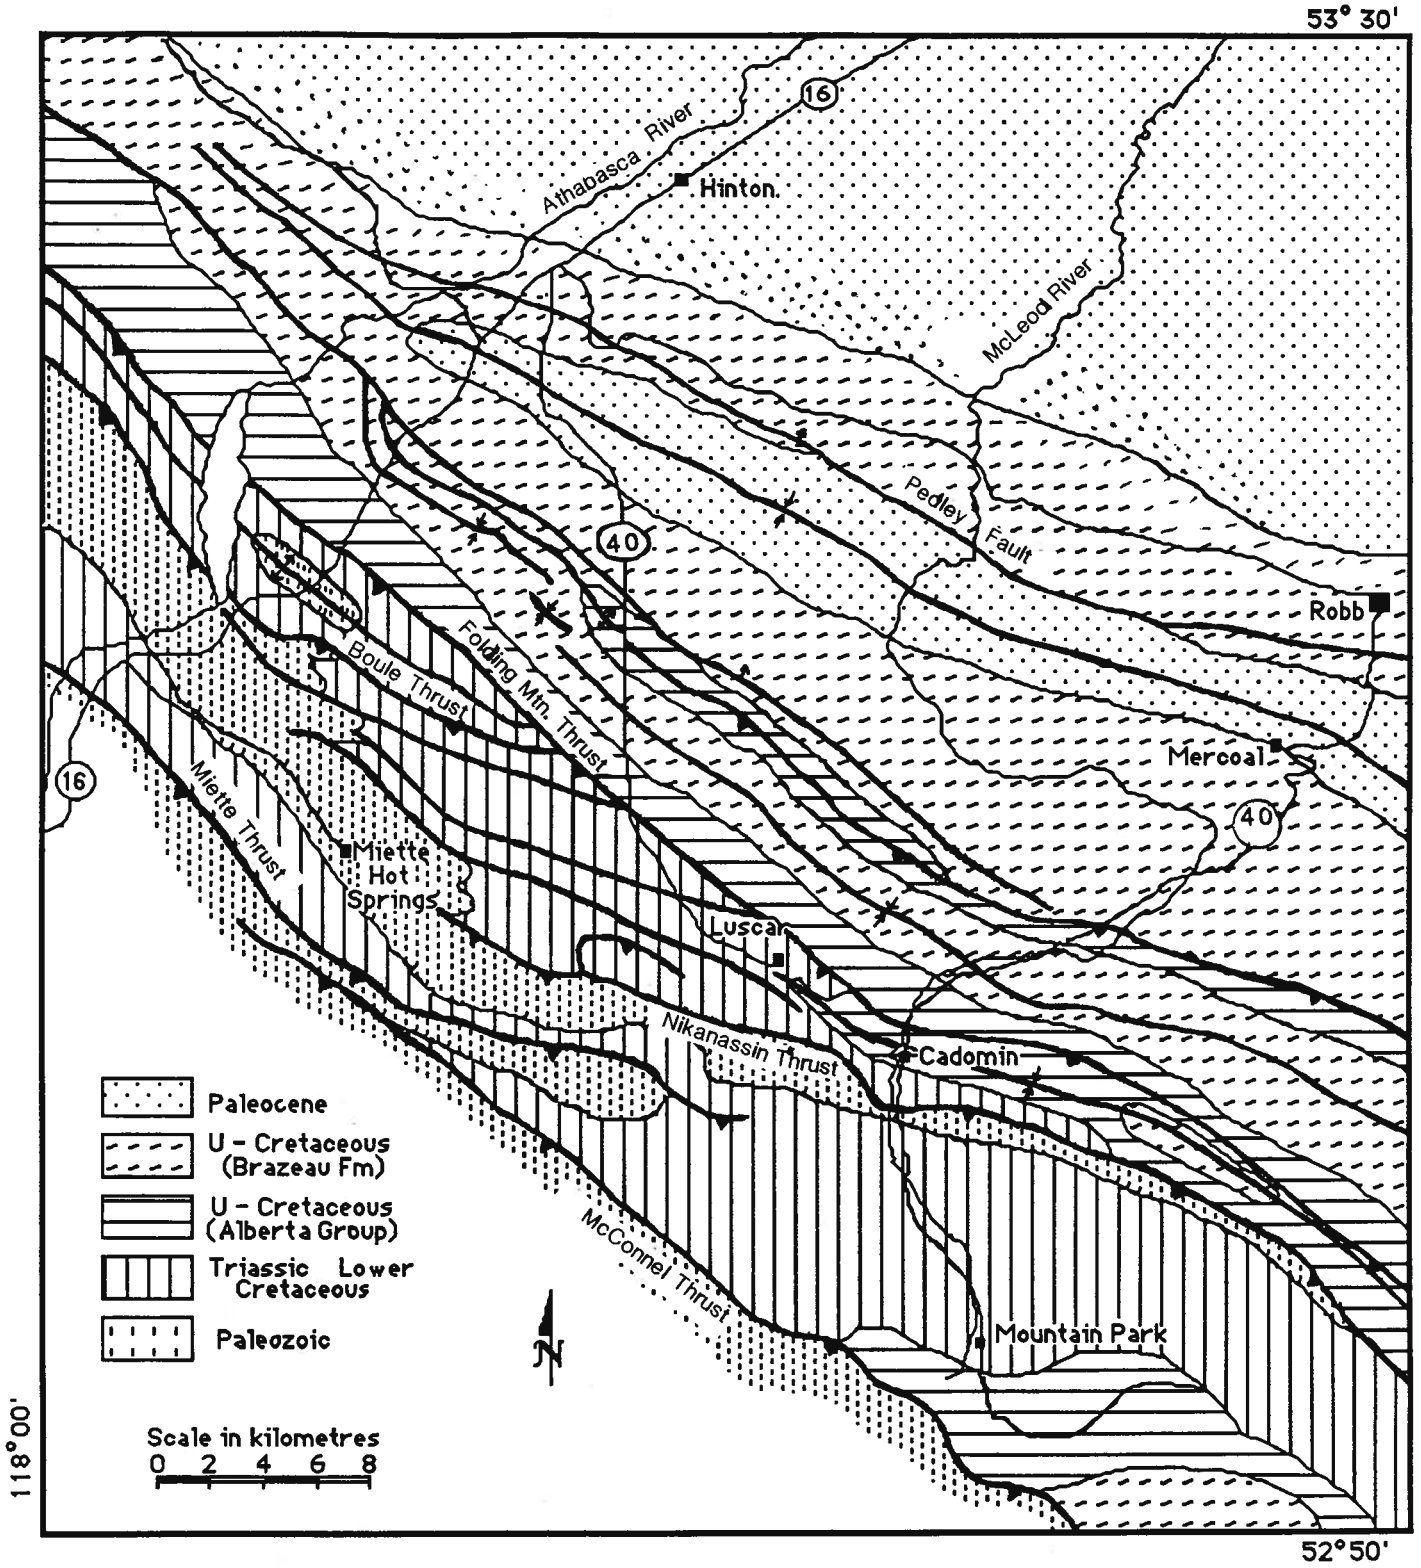 53° 30'
16
Athabasca River
Hinton
McLeod River
40
Pedley Fault
Robb
Folding Mtn. Thrust
Boule Thrust
Mercoal
16
Miette Thrust
40
Miette
Hot
Springs
Luscar
Nikanassin Thrust
Cadomin
Paleocene
U - Cretaceous
(Brazeau Fm)
U - Cretaceous
(Alberta Group)
McConnel Thrust
Triassic Lower
Cretaceous
Paleozoic
N
Mountain Park
118° 00'
Scale in kilometres
0 2 4 6 8
52° 50'